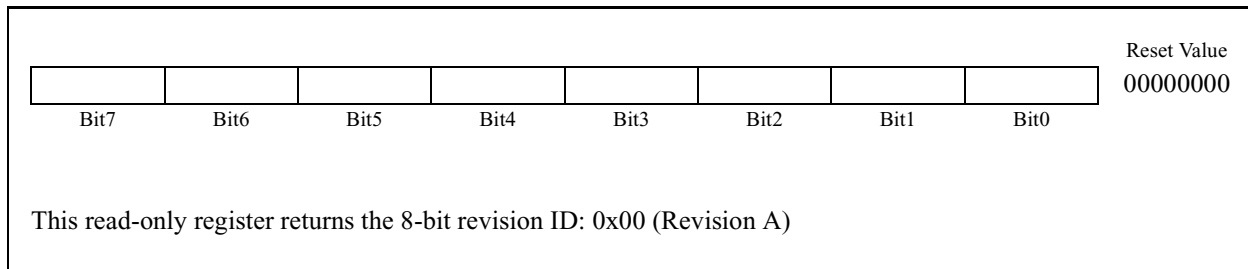 Reset Value
00000000
Bit7 Bit6 Bit5 Bit4 Bit3 Bit2 Bit1 Bit0
This read-only register returns the 8-bit revision ID: 0x00 (Revision A)